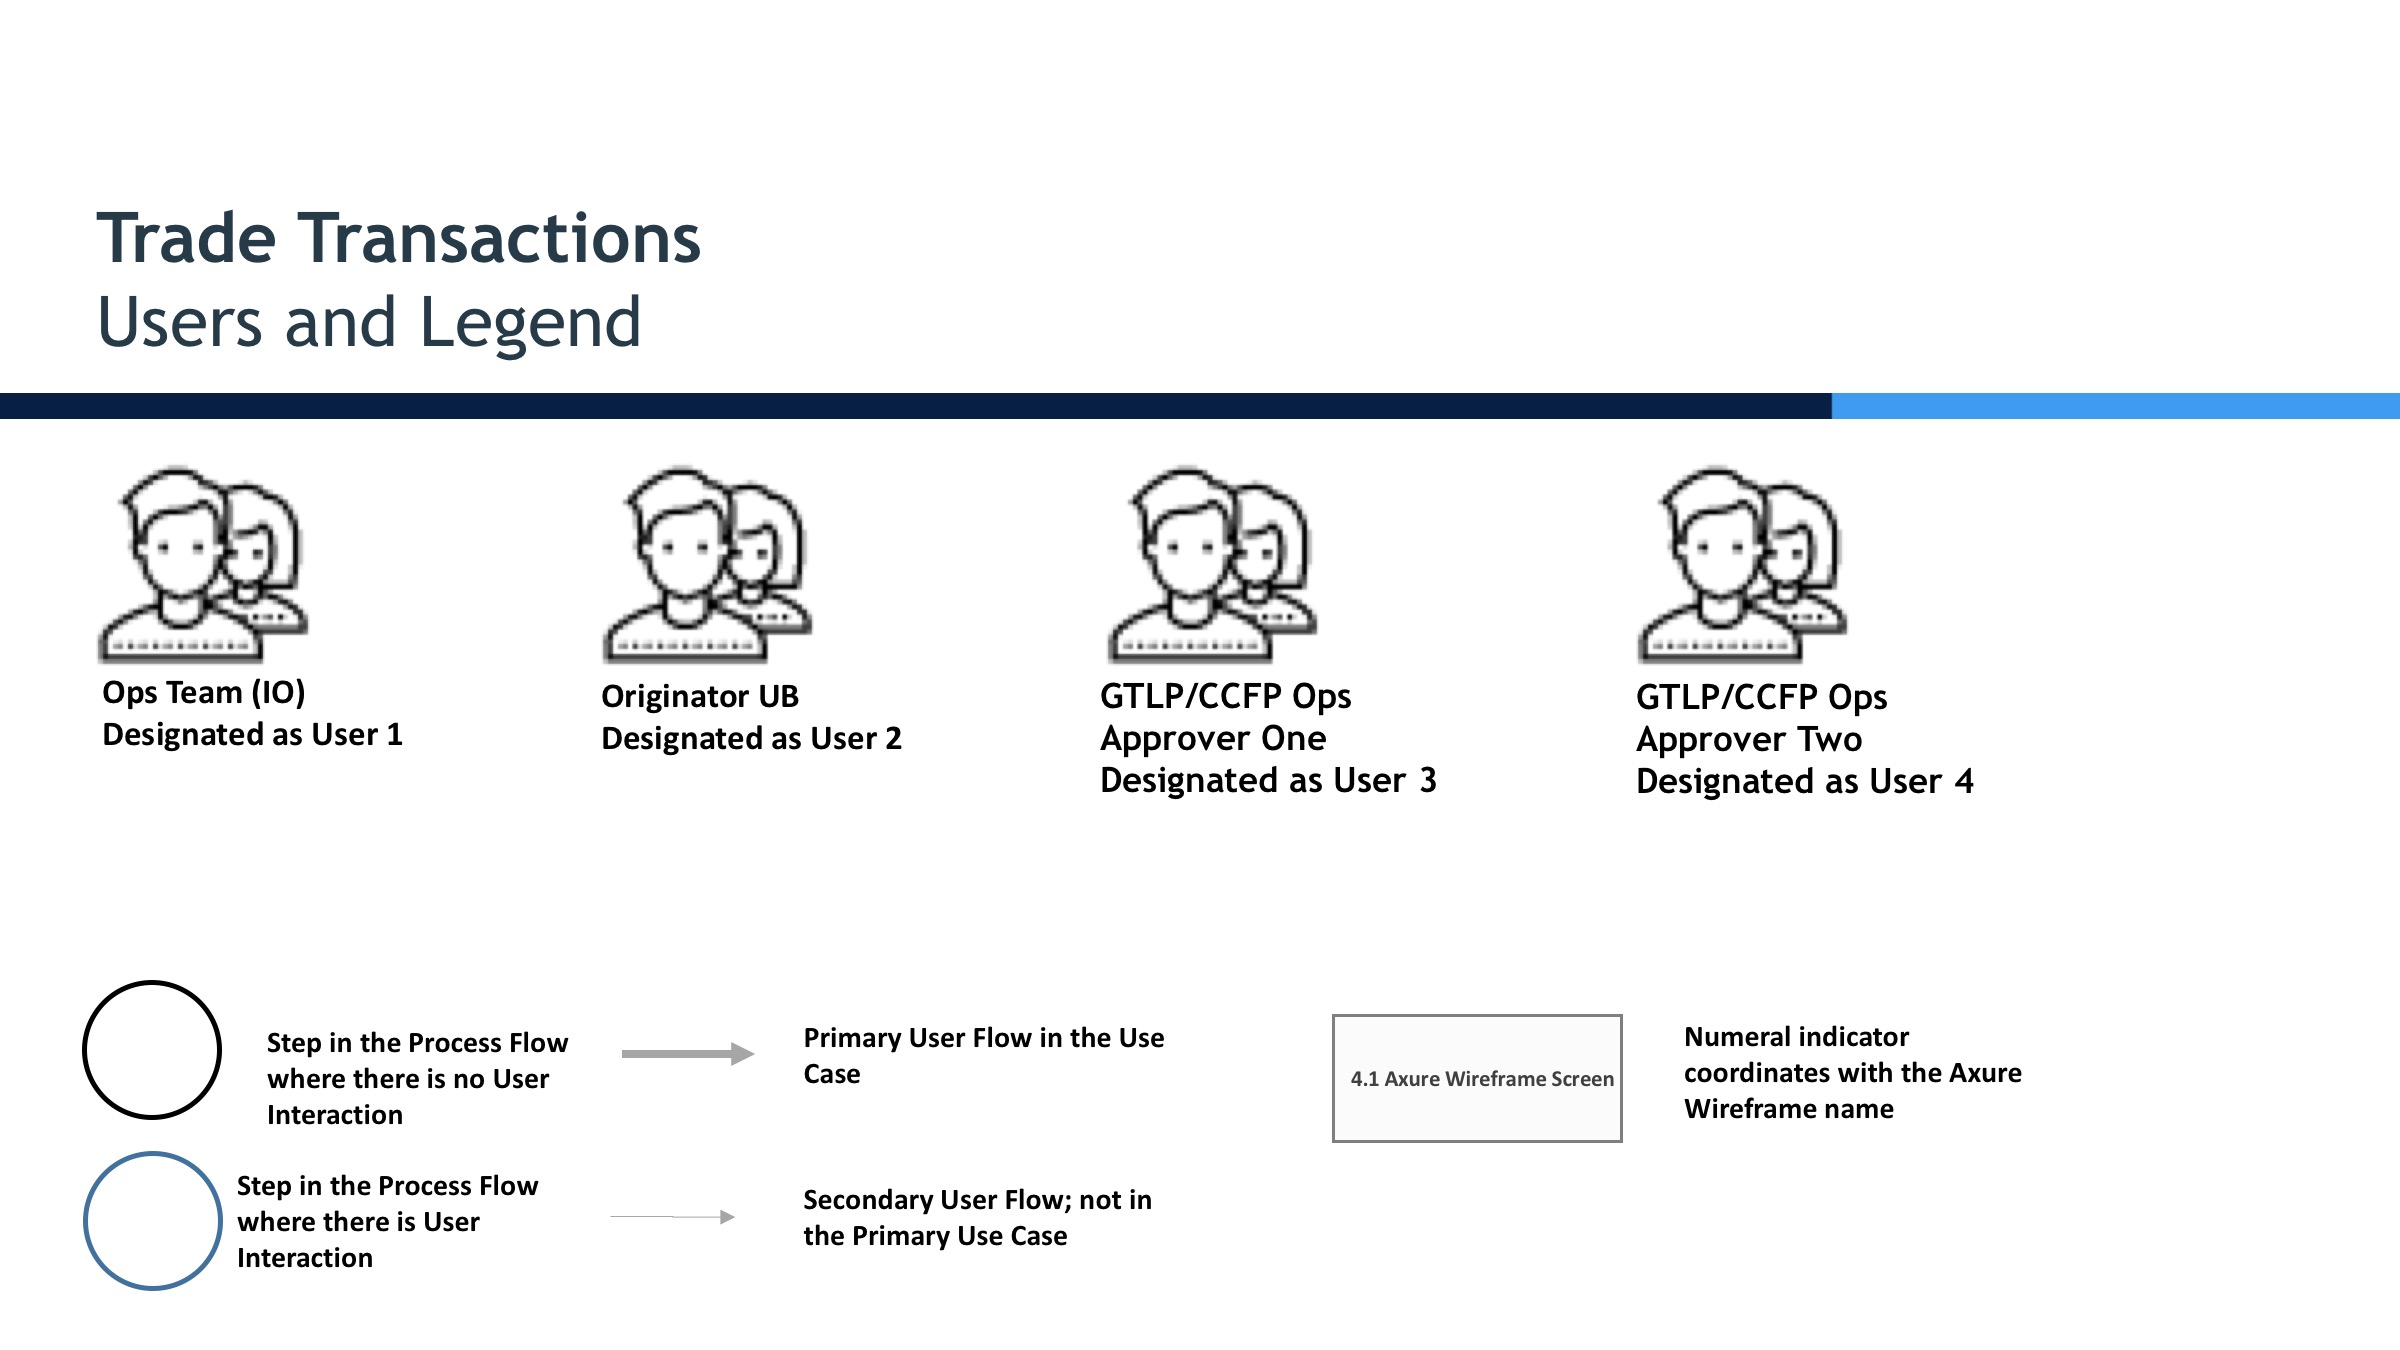 Trade Transactions
Users and Legend
Ops Team (IO)
Designated as User 1
Originator UB
Designated as User 2
GTLP/CCFP Ops
Approver One
Designated as User 3
GTLP/CCFP Ops
Approver Two
Designated as User 4
Step in the Process Flow
where there is no User
Interaction
Primary User Flow in the Use
Case
4.1 Axure Wireframe Screen
Numeral indicator
coordinates with the Axure
Wireframe name
Step in the Process Flow
where there is User
Interaction
Secondary User Flow; not in
the Primary Use Case